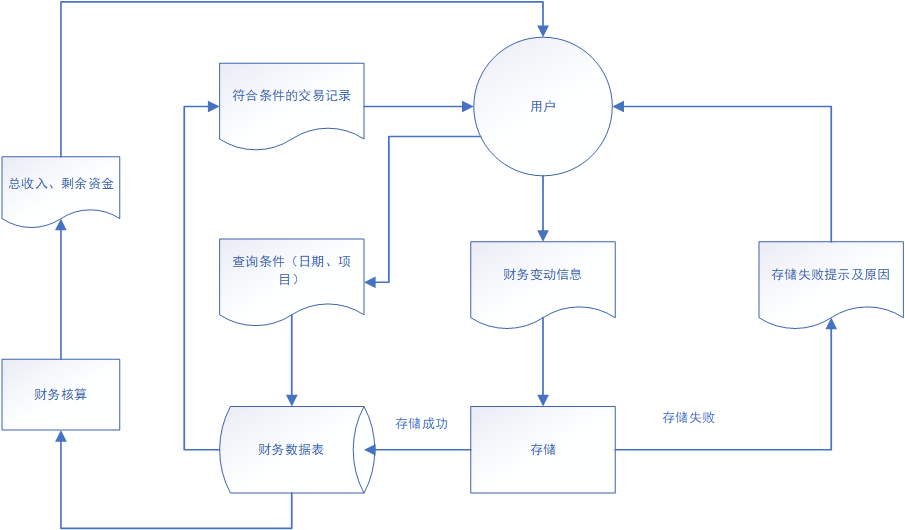 符合条件的交易记录
用户
总收入、剩余资金
查询条件（日期、项
目）
财务变动信息
存储失败提示及原因
财务核算
存储成功
存储失败
财务数据表
存储